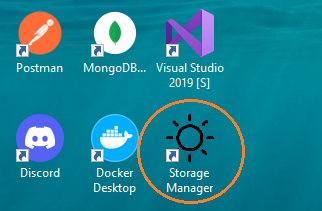 Postman
MongoDB...
Visual Studio
2019 [S]
Discord
Docker
Desktop
Storage
Manager